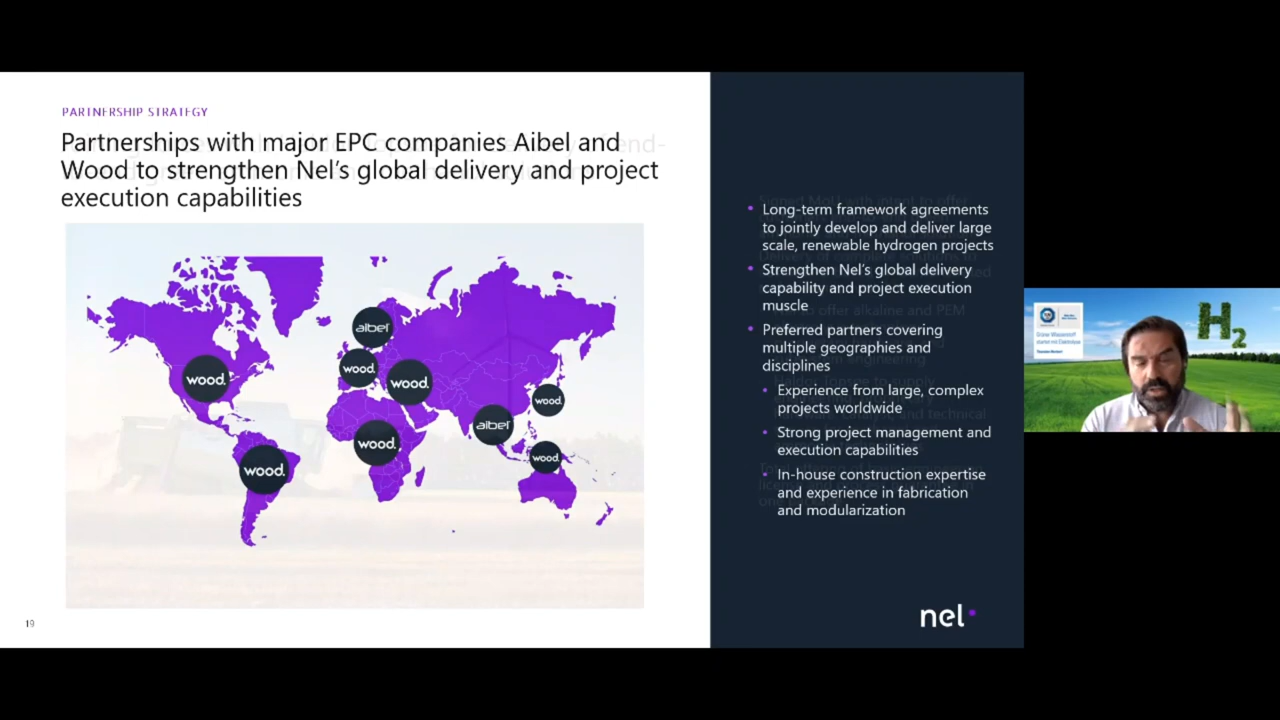 PARTNERSHIP STRATEGY
Partnerships with major EPC companies Aibel and
Wood to strengthen Nel's global delivery and project
execution capabilities
aibel
wood.
wood.
wood.
wood.
aibel
wood.
wood.
wood.
• Long-term framework agreements
to jointly develop and deliver large
scale, renewable hydrogen projects
• Strengthen Nel's global delivery
capability and project execution
muscle
• Preferred partners covering
multiple geographies and
disciplines
• Experience from large, complex
projects worldwide
• Strong project management and
execution capabilities
• In-house construction expertise
and experience in fabrication
and modularization
nel
19
Grüner Wasserstoff
H2